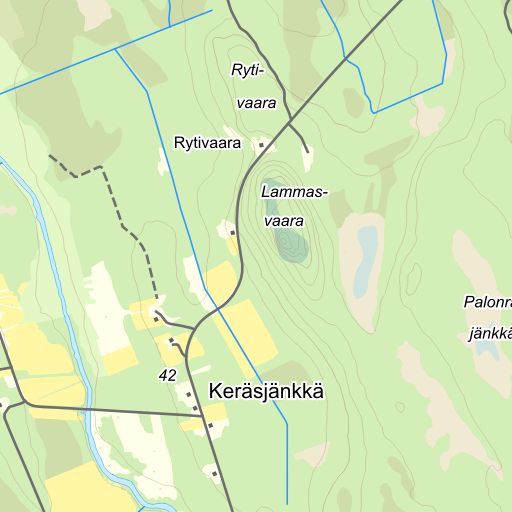 Ryti-
vaara
Rytivaara
Lammas-
vaara
Palonra
jänkkä
42
Keräsjänkkä